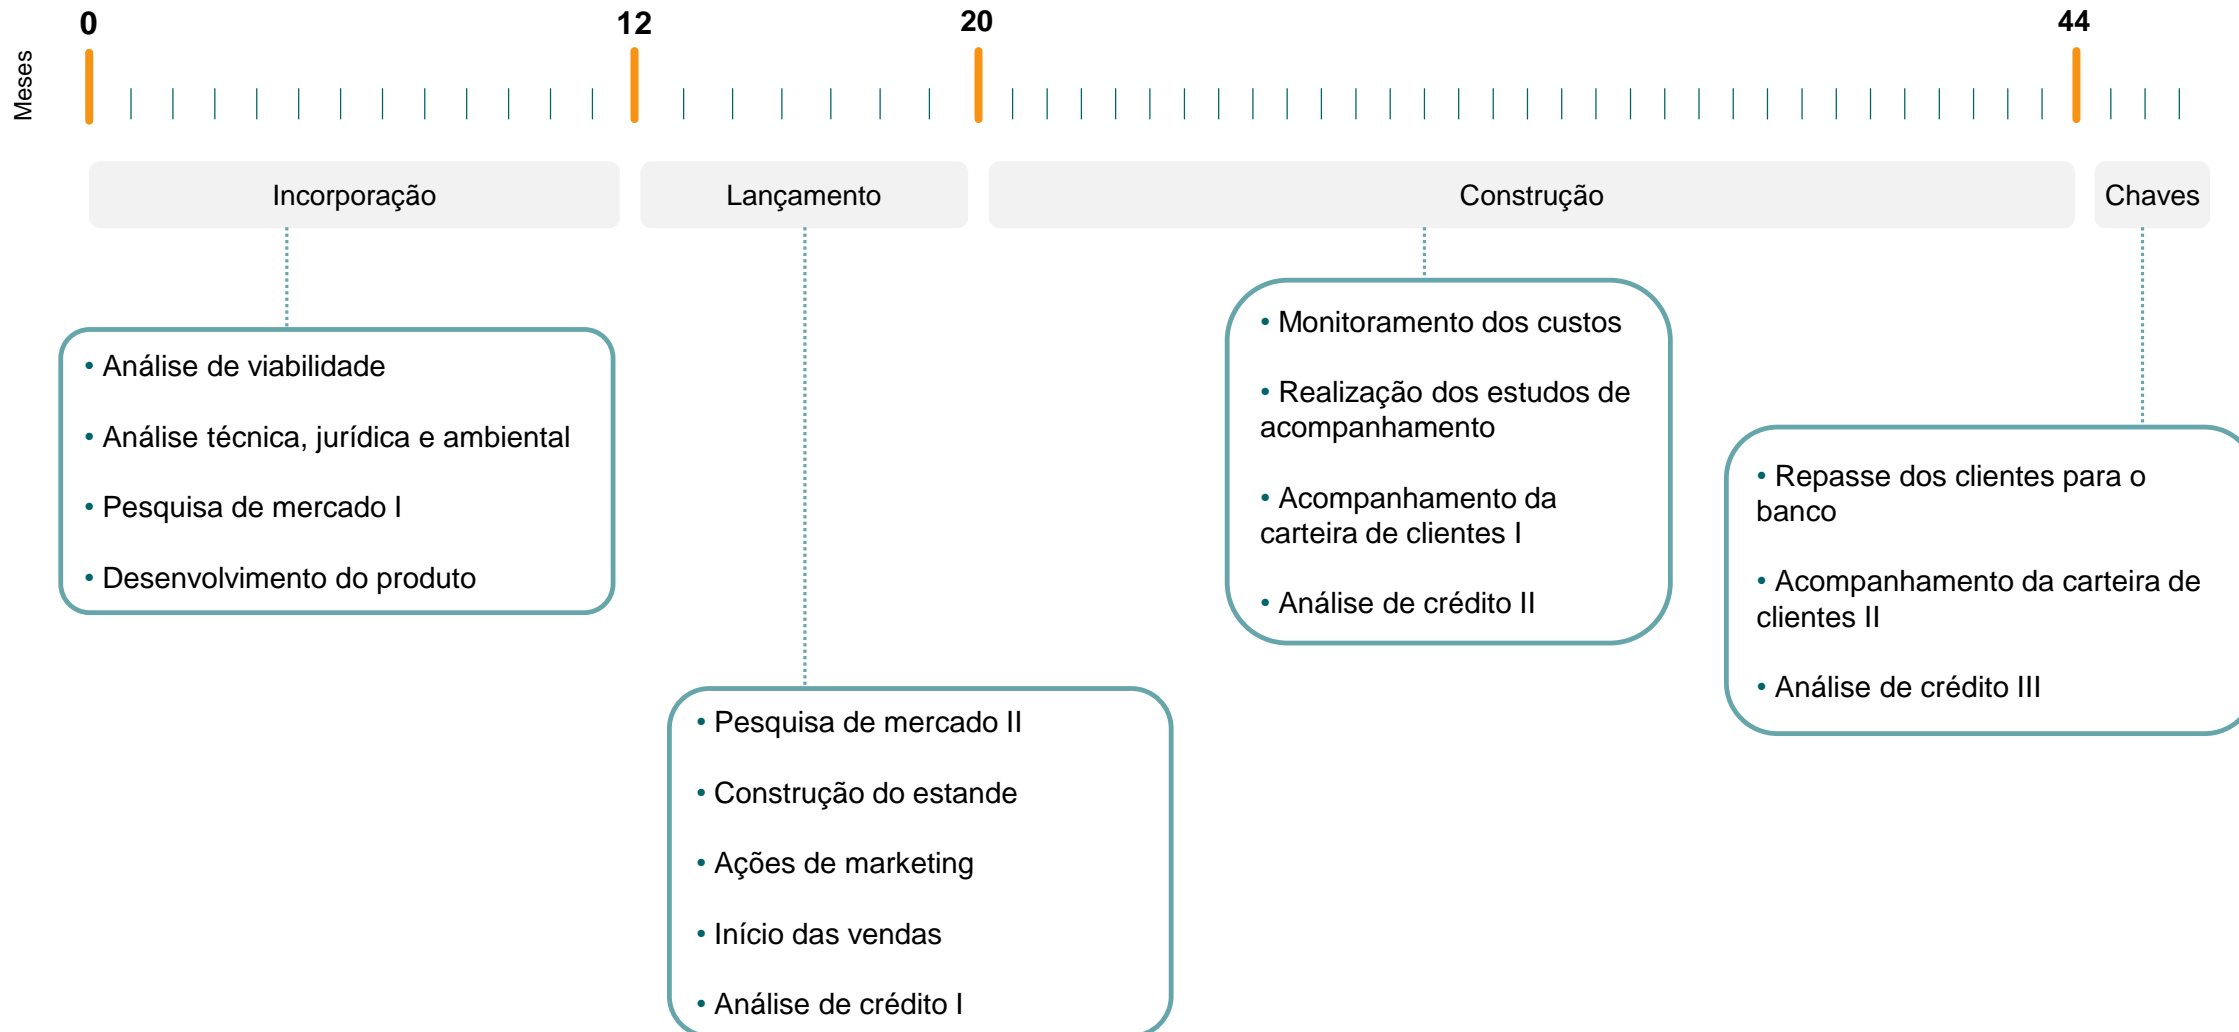 0
12
20
44
Meses
Incorporação
Lançamento
Construção
Chaves
• Análise de viabilidade
• Análise técnica, jurídica e ambiental
• Pesquisa de mercado I
• Desenvolvimento do produto
• Pesquisa de mercado II
• Construção do estande
• Ações de marketing
• Início das vendas
• Análise de crédito I
• Monitoramento dos custos
• Realização dos estudos de
acompanhamento
• Acompanhamento da
carteira de clientes I
• Análise de crédito II
• Repasse dos clientes para o
banco
• Acompanhamento da carteira de
clientes II
• Análise de crédito III